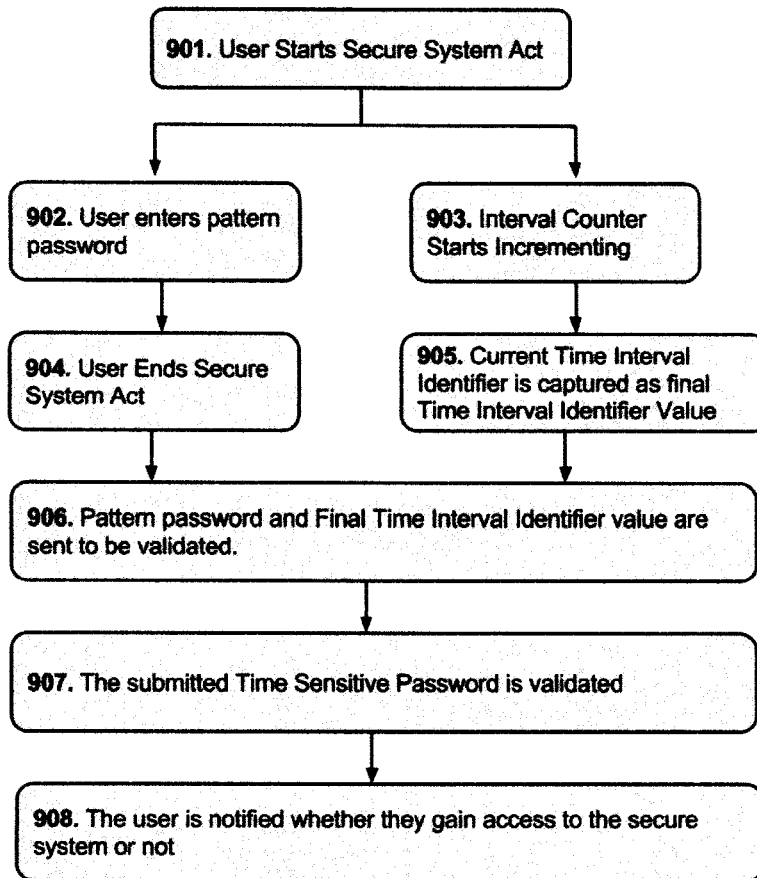 901. User Starts Secure System Act
902. User enters pattern
password
903. Interval Counter
Starts Incrementing
904. User Ends Secure
System Act
905. Current Time Interval
Identifier is captured as final
Time Interval Identifier Value
906. Pattern password and Final Time Interval Identifier value are
sent to be validated.
907. The submitted Time Sensitive Password is validated
908. The user is notified whether they gain access to the secure
system or not